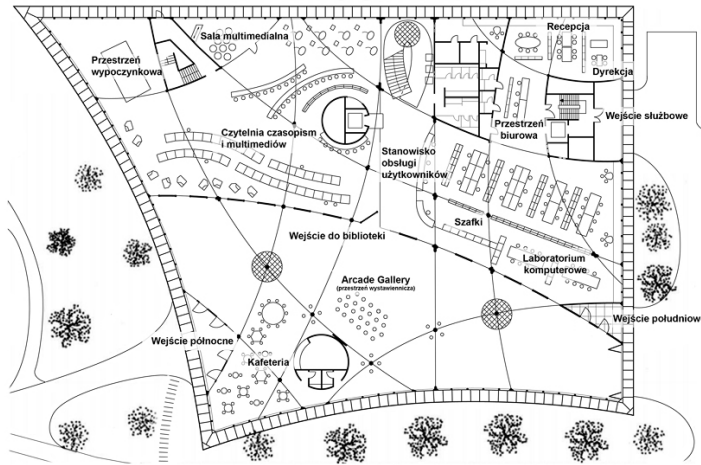 Sala multimedialna
Recepcja
Przestrzeń
wypoczynkowa
Dyrekcja
Wejście służbowe
Przestrzeń
biurowa
Czytelnia czasopism
i multimediów
Stanowisko
obsługi
użytkowników
Szafki
Wejście do biblioteki
Laboratorium
komputerowe
Arcade Gallery
(przestrzeń wystawiennicza)
Wejście południowe
Wejście północne
Kafeteria